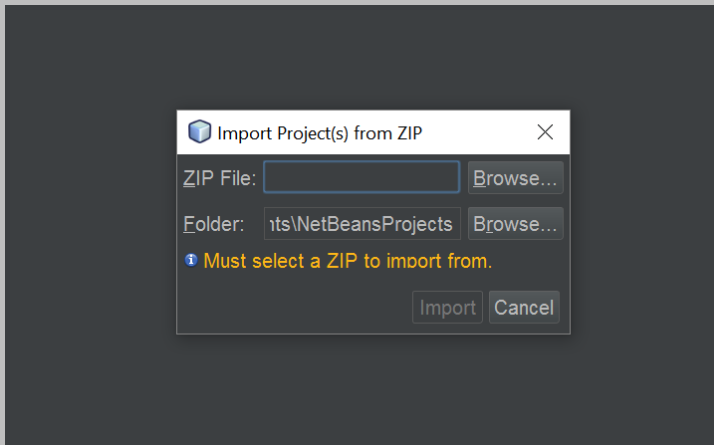 Import Project(s) from ZIP
ZIP File: Browse...
Folder: nts\NetBeansProjects Browse...
Must select a ZIP to import from.
Import Cancel